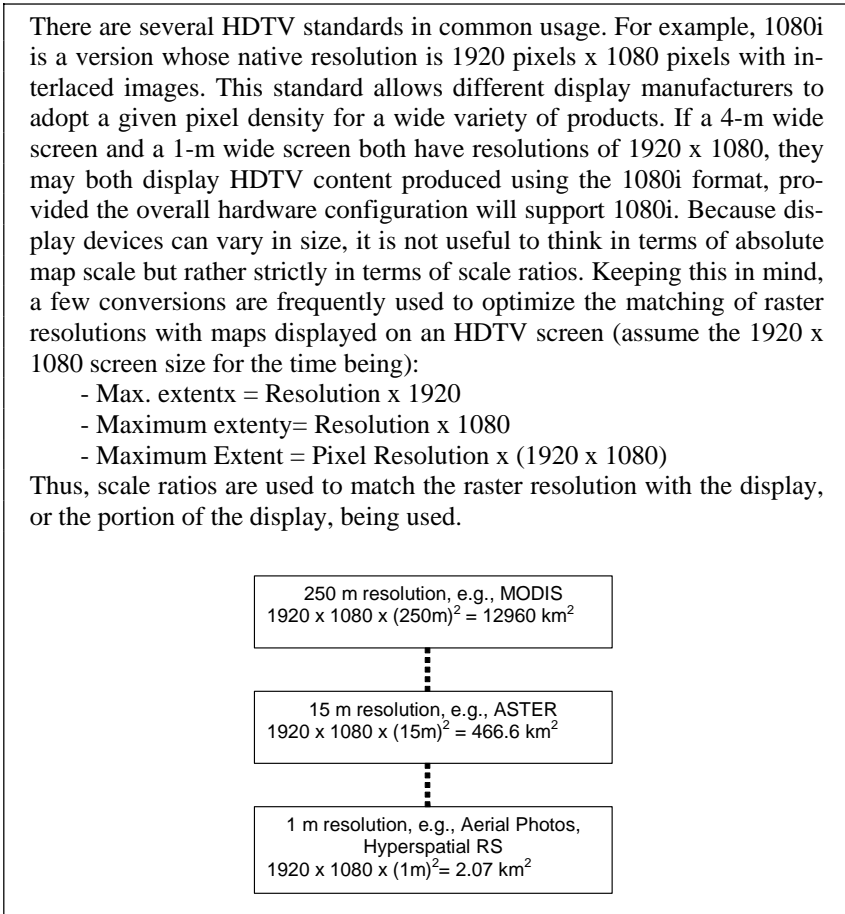 There are several HDTV standards in common usage. For example, 1080i
is a version whose native resolution is 1920 pixels x 1080 pixels with in-
terlaced images. This standard allows different display manufacturers to
adopt a given pixel density for a wide variety of products. If a 4-m wide
screen and a 1-m wide screen both have resolutions of 1920 x 1080, they
may both display HDTV content produced using the 1080i format, pro-
vided the overall hardware configuration will support 1080i. Because dis-
play devices can vary in size, it is not useful to think in terms of absolute
map scale but rather strictly in terms of scale ratios. Keeping this in mind,
a few conversions are frequently used to optimize the matching of raster
resolutions with maps displayed on an HDTV screen (assume the 1920 x
1080 screen size for the time being):
- Max. extentx = Resolution x 1920
- Maximum extenty= Resolution x 1080
- Maximum Extent = Pixel Resolution x (1920 x 1080)
Thus, scale ratios are used to match the raster resolution with the display,
or the portion of the display, being used.
250 m resolution, e.g., MODIS
1920 x 1080 x (250m)² = 12960 km²
15 m resolution, e.g., ASTER
1920 x 1080 x (15m)² = 466.6 km²
1 m resolution, e.g., Aerial Photos,
Hyperspatial RS
1920 x 1080 x (1m)²= 2.07 km²